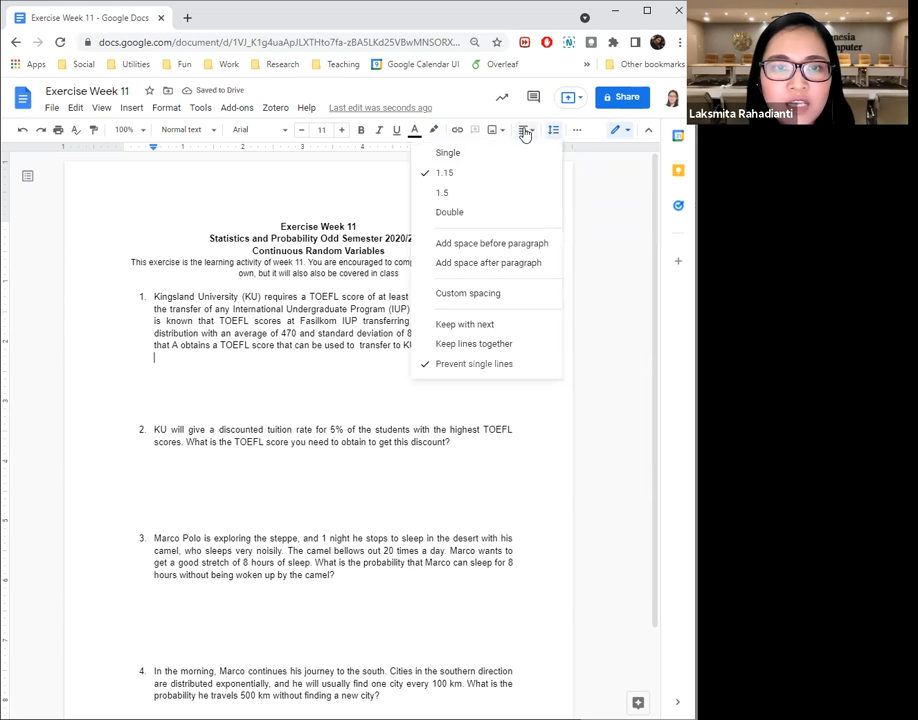 Exercise Week 11 - Google Docs
docs.google.com/document/d/1VJ_K1g4uaApJLXTHto7fa-zBA5LKd25VBwMNSORX...
Apps Social Utilities Fun Work Research Teaching Google Calendar UI Overleaf » Other bookmarks
Exercise Week 11 Saved to Drive
File Edit View Insert Format Tools Add-ons Zotero Help Last edit was seconds ago
Share
100% Normal text Arial 11 B I U A
Single
1.15
1.5
Double
Add space before paragraph
Add space after paragraph
Custom spacing
Keep with next
Keep lines together
Prevent single lines
Exercise Week 11
Statistics and Probability Odd Semester 2020/2
Continuous Random Variables
This exercise is the learning activity of week 11. You are encouraged to
own, but it will also also be covered in class
1. Kingsland University (KU) requires a TOEFL score of at least
the transfer of any International Undergraduate Program (IUP)
is known that TOEFL scores at Fasilkom IUP transferring
distribution with an average of 470 and standard deviation of 8
that A obtains a TOEFL score that can be used to transfer to
2. KU will give a discounted tuition rate for 5% of the students with the highest TOEFL
scores. What is the TOEFL score you need to obtain to get this discount?
3. Marco Polo is exploring the steppe, and 1 night he stops to sleep in the desert with his
camel, who sleeps very noisily. The camel bellows out 20 times a day. Marco wants to
get a good stretch of 8 hours of sleep. What is the probability that Marco can sleep for 8
hours without being woken up by the camel?
4. In the morning, Marco continues his journey to the south. Cities in the southern direction
are distributed exponentially, and he will usually find one city every 100 km. What is the
probability he travels 500 km without finding a new city?
Laksmita Rahadianti